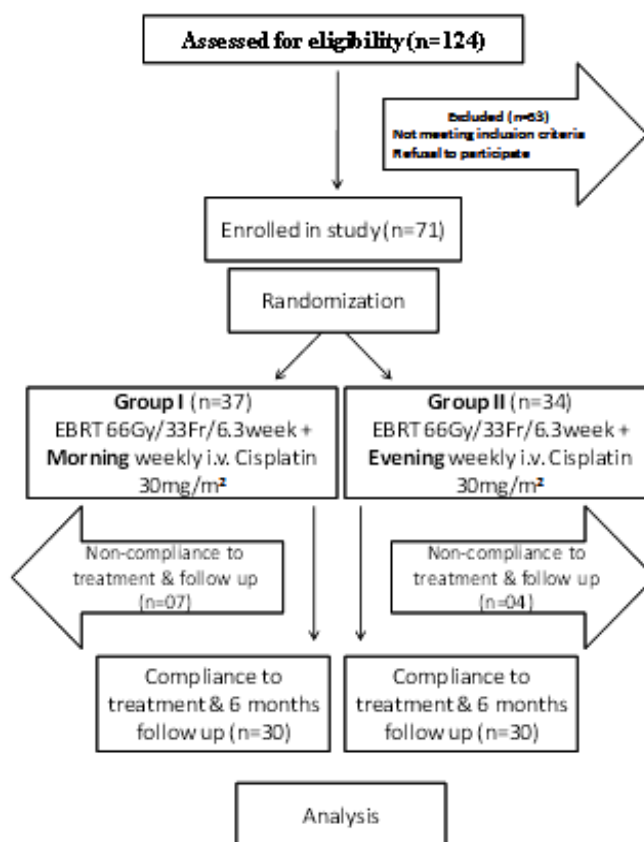 Assessed for eligibility (n=124)
Excluded (n=63)
Not meeting inclusion criteria
Refusal to participate
Enrolled in study (n=71)
Randomization
Group I (n=37)
EBRT 66Gy/33Fr/6.3week +
Morning weekly i.v. Cisplatin
30mg/m²
Group II (n=34)
EBRT 66Gy/33Fr/6.3week +
Evening weekly i.v. Cisplatin
30mg/m²
Non-compliance to
treatment & follow up
(n=07)
Non-compliance to
treatment & follow up
(n=04)
Compliance to
treatment & 6 months
follow up (n=30)
Compliance to
treatment & 6 months
follow up (n=30)
Analysis